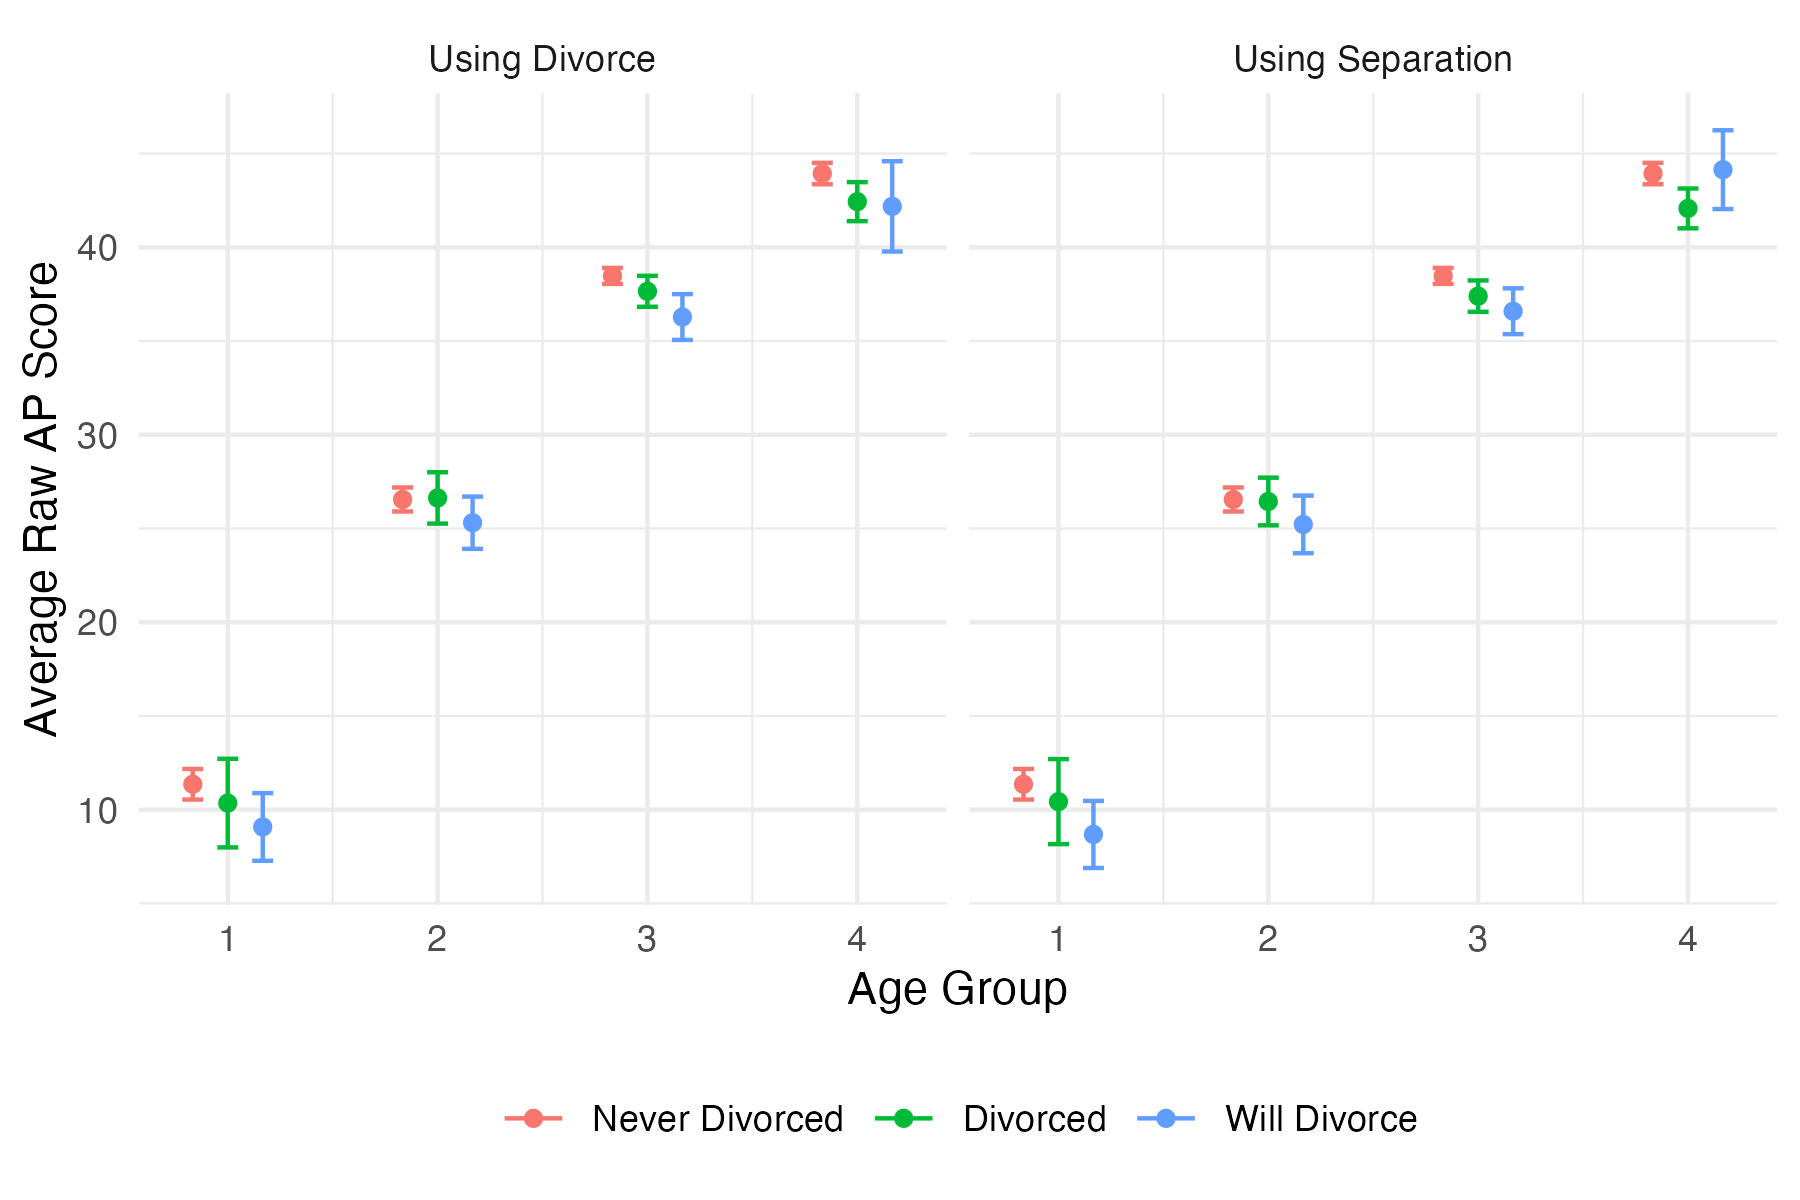 Using Divorce
Using Separation
Average Raw AP Score
40
30
20
10
1 2 3 4
1 2 3 4
Age Group
Never Divorced
Divorced
Will Divorce